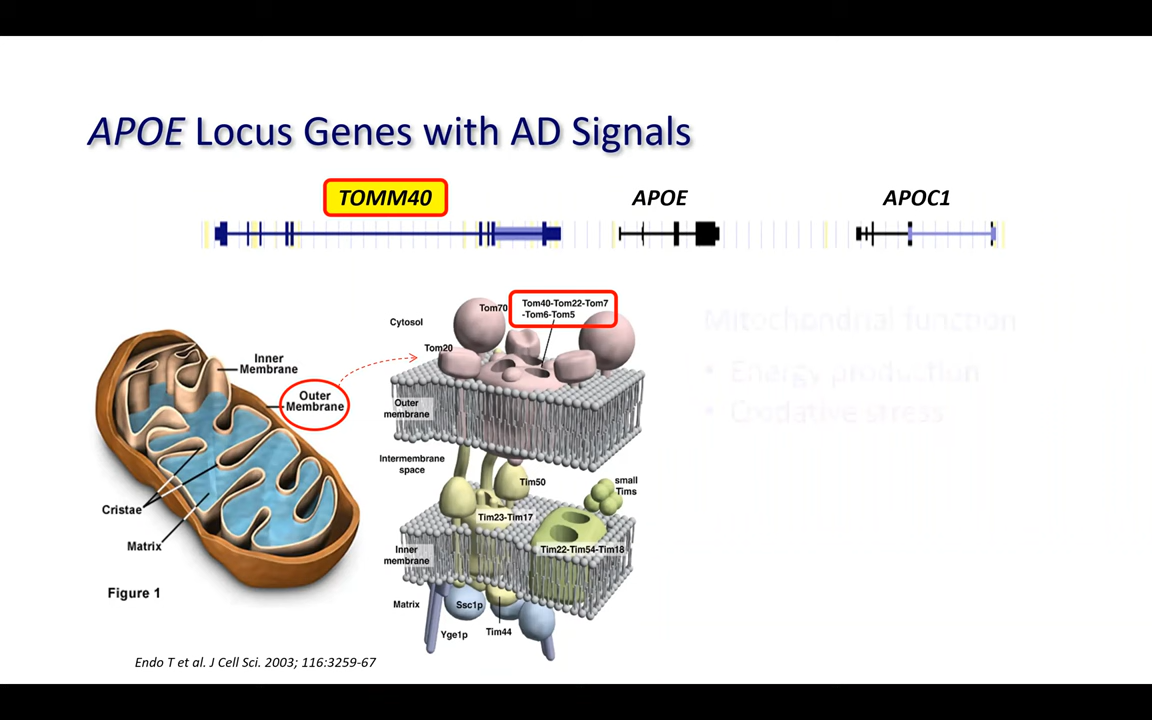 APOE Locus Genes with AD Signals
TOMM40
APOE
APOC1
Tom70
Tom40-Tom22-Tom7
-Tom6-Tom5
Cytosol
Tom20
Mitochondrial function
• Energy production
• Oxidative stress
Inner
Membrane
Outer
Membrane
Outer
membrane
Intermembrane
space
Tim50
small
Tims
Tim23-Tim17
Cristae
Matrix
Inner
membrane
Tim22-Tim54-Tim18
Figure 1
Matrix
Ssc1p
Yge1p
Tim44
Endo T et al. J Cell Sci. 2003; 116:3259-67